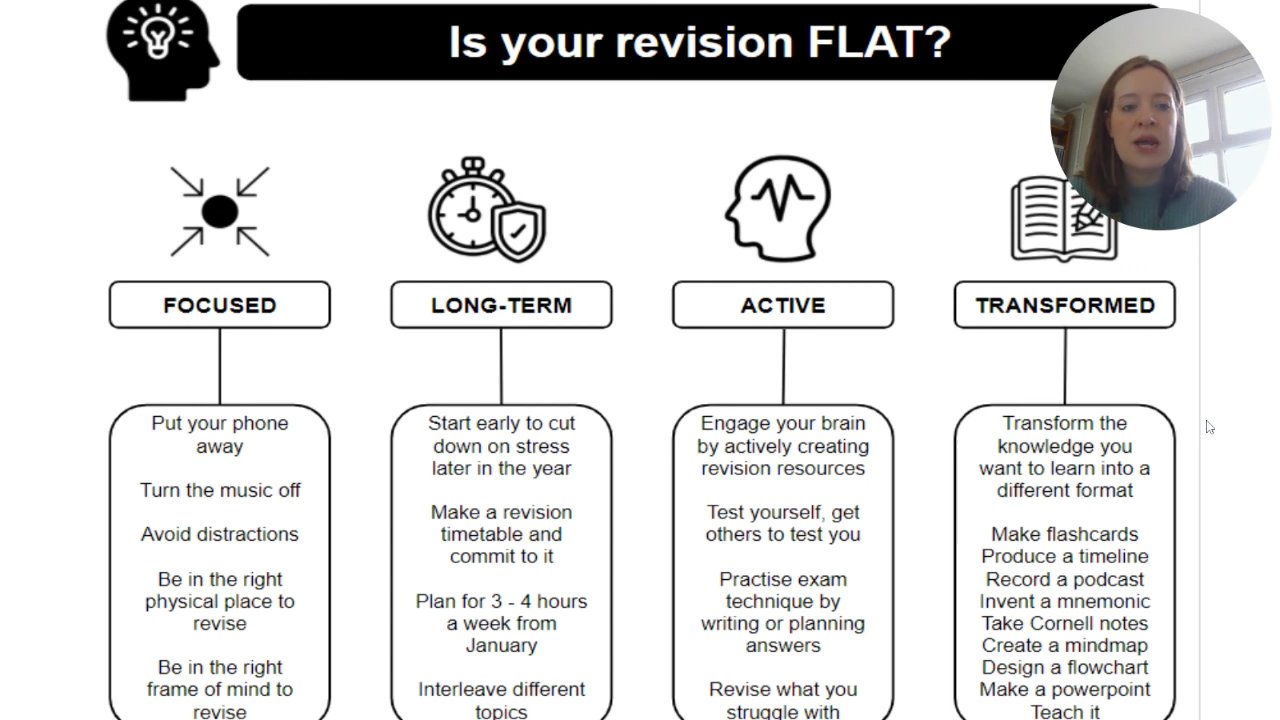 Is your revision FLAT?
FOCUSED
Put your phone
away
Turn the music off
Avoid distractions
Be in the right
physical place to
revise
Be in the right
frame of mind to
revise
LONG-TERM
Start early to cut
down on stress
later in the year
Make a revision
timetable and
commit to it
Plan for 3 - 4 hours
a week from
January
Interleave different
topics
ACTIVE
Engage your brain
by actively creating
revision resources
Test yourself, get
others to test you
Practise exam
technique by
writing or planning
answers
Revise what you
struggle with
TRANSFORMED
Transform the
knowledge you
want to learn into a
different format
Make flashcards
Produce a timeline
Record a podcast
Invent a mnemonic
Take Cornell notes
Create a mindmap
Design a flowchart
Make a powerpoint
Teach it